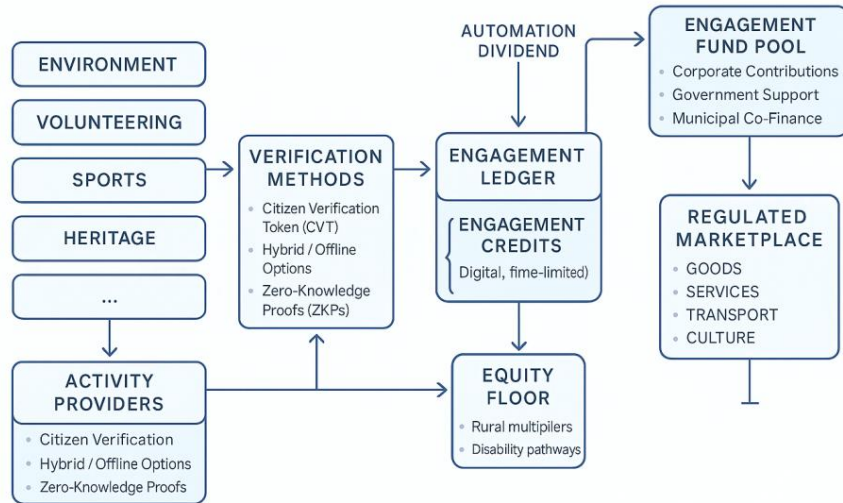 ENVIRONMENT
VOLUNTEERING
SPORTS
HERITAGE
...
ACTIVITY
PROVIDERS
• Citizen Verification
• Hybrid / Offline Options
• Zero-Knowledge Proofs
VERIFICATION
METHODS
• Citizen Verification
Token (CVT)
• Hybrid / Offline
Options
• Zero-Knowledge
Proofs (ZKPs)
AUTOMATION
DIVIDEND
ENGAGEMENT
LEDGER
ENGAGEMENT
CREDITS
Digital, fime-limited)
EQUITY
FLOOR
• Rural multipilers
• Disability pathways
ENGAGEMENT
FUND POOL
• Corporate Contributions
• Government Support
• Municipal Co-Finance
REGULATED
MARKETPLACE
• GOODS
• SERVICES
• TRANSPORT
• CULTURE